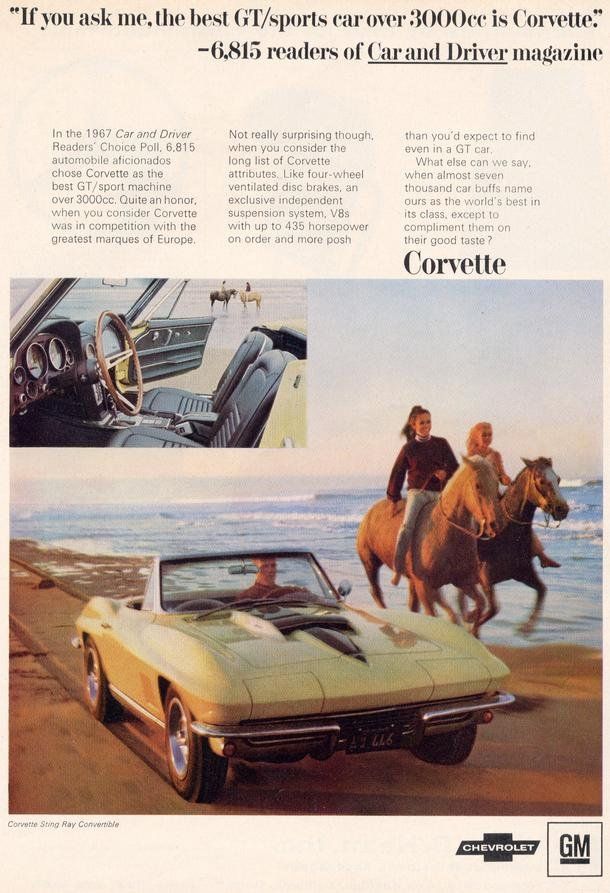 "If you ask me, the best GT/sports car over 3000cc is Corvette."
-6,815 readers of Car and Driver magazine
In the 1967 Car and Driver
Readers' Choice Poll, 6,815
automobile aficionados
chose Corvette as the
best GT/sport machine
over 3000cc. Quite an honor,
when you consider Corvette
was in competition with the
greatest marques of Europe.
Not really surprising though,
when you consider the
long list of Corvette
attributes. Like four-wheel
ventilated disc brakes, an
exclusive independent
suspension system, V8s
with up to 435 horsepower
on order and more posh
than you'd expect to find
even in a GT car.
What else can we say,
when almost seven
thousand car buffs name
ours as the world's best in
its class, except to
compliment them on
their good taste?
Corvette
Corvette Sting Ray Convertible
CHEVROLET
GM